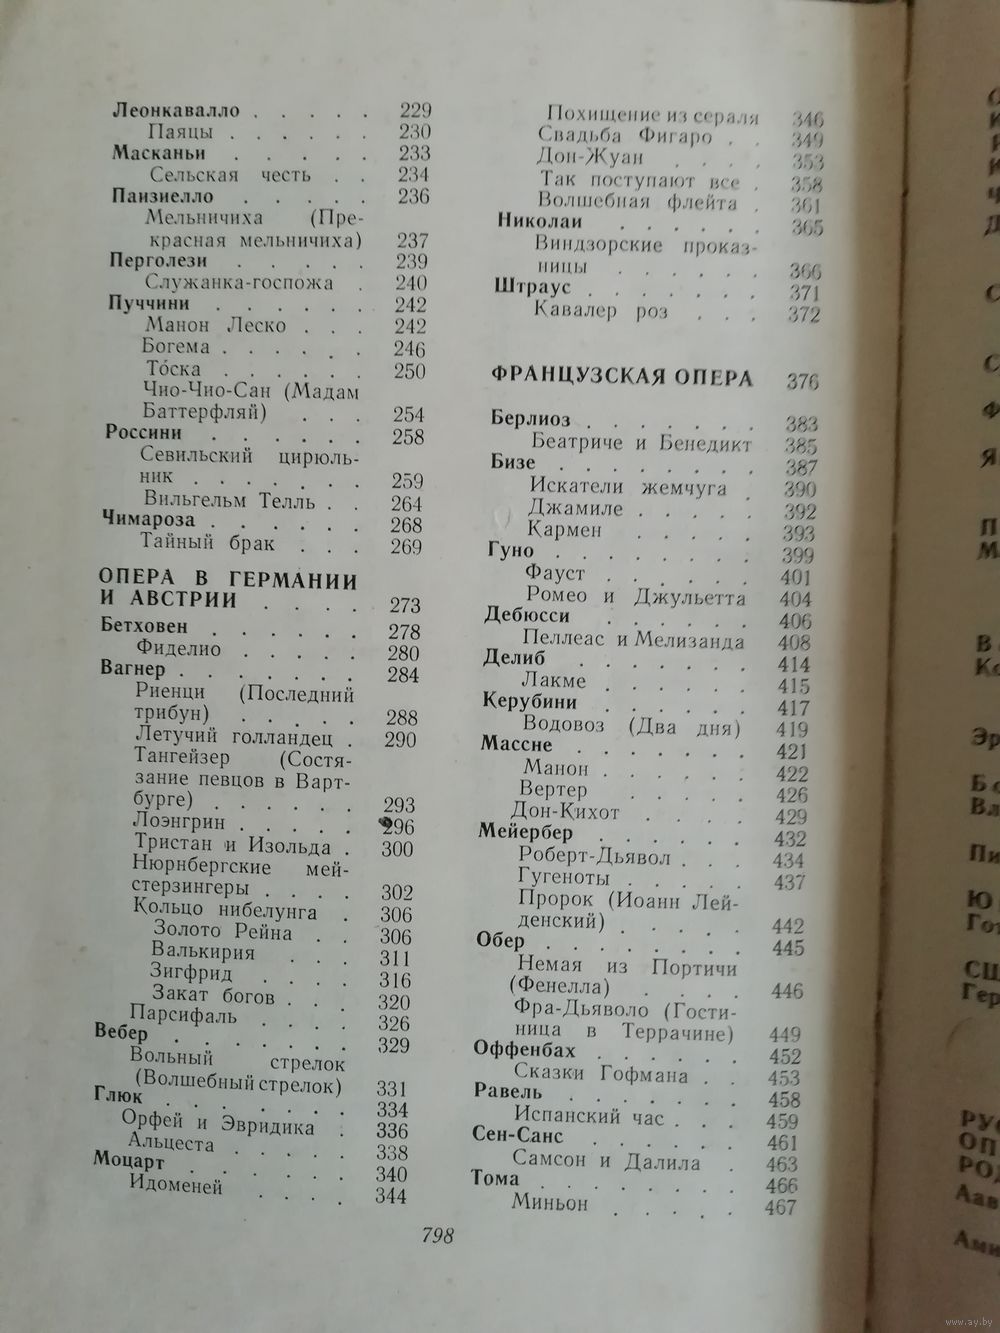 Леонкавалло . . . . . 229
Паяцы . . . . . . 230
Масканьи . . . . . 233
Сельская честь . . 234
Паизиелло . . . . . 236
Мельничиха (Пре-
красная мельничиха) 237
Перголези . . . . . 239
Служанка-госпожа . 240
Пуччини . . . . . . 242
Манон Леско . . . 242
Богема . . . . . . 246
Тоска . . . . . . 250
Чио-Чио-Сан (Мадам
Баттерфляй) . . . 254
Россини . . . . . . 258
Севильский цирюль-
ник . . . . . . . 259
Вильгельм Телль . . 264
Чимароза . . . . . . 268
Тайный брак . . . 269
ОПЕРА В ГЕРМАНИИ
И АВСТРИИ . . . . 273
Бетховен . . . . . . 278
Фиделио . . . . . 280
Вагнер . . . . . . . 284
Риенци (Последний
трибун) . . . . . 288
Летучий голландец . 290
Тангейзер (Состя-
зание певцов вВарт-
бурге) . . . . . . 293
Лоэнгрин . . . . . 296
Тристан и Изольда . 300
Нюрнбергские мей-
стерзингеры . . . . 302
Кольцо нибелунга . 306
Золото Рейна . . 306
Валькирия . . . 311
Зигфрид . . . . 316
Закат богов . . . 320
Парсифаль . . . . 326
Вебер . . . . . . . 329
Вольный стрелок
(Волшебный стрелок) 331
Глюк . . . . . . . 334
Орфей и Эвридика . 336
Альцеста . . . . . 338
Моцарт . . . . . . 340
Идоменей . . . . 344
Похищение из сераля 346
Свадьба Фигаро . . 349
Дон-Жуан . . . . 353
Так поступают все . 358
Волшебная флейта . 361
Николаи . . . . . . 365
Виндзорские проказ-
ницы . . . . . . 366
Штраус . . . . . . . 371
Кавалер роз . . . 372
ФРАНЦУЗСКАЯ ОПЕРА 376
Берлиоз . . . . . . . 383
Беатриче и Бенедикт 385
Бизе . . . . . . . . 387
Искатели жемчуга . 390
Джамиле . . . . . 392
Кармен . . . . . 393
Гуно . . . . . . . . 399
Фауст . . . . . . 401
Ромео и Джульетта 404
Дебюсси . . . . . . 406
Пеллеас и Мелизанда 408
Делиб . . . . . . . 414
Лакме . . . . . . 415
Керубини . . . . . . 417
Водовоз (Два дня) 419
Массне . . . . . . . 421
Манон . . . . . . 422
Вертер . . . . . 426
Дон-Кихот . . . . 429
Мейербер . . . . . . 432
Роберт-Дьявол . . . 434
Гугеноты . . . . . 437
Пророк (Иоанн Лей-
денский) . . . . . 442
Обер . . . . . . . . 445
Немая из Портичи
(Фенелла) . . . . 446
Фра-Дьяволо (Гости-
ница в Террачине) 449
Оффенбах . . . . . . 452
Сказки Гофмана . . 453
Равель . . . . . . . 458
Испанский час . . . 459
Сен-Санс . . . . . . 461
Самсон и Далила . 463
Тома . . . . . . . . 466
Миньон . . . . . 467
798
www.ay.by